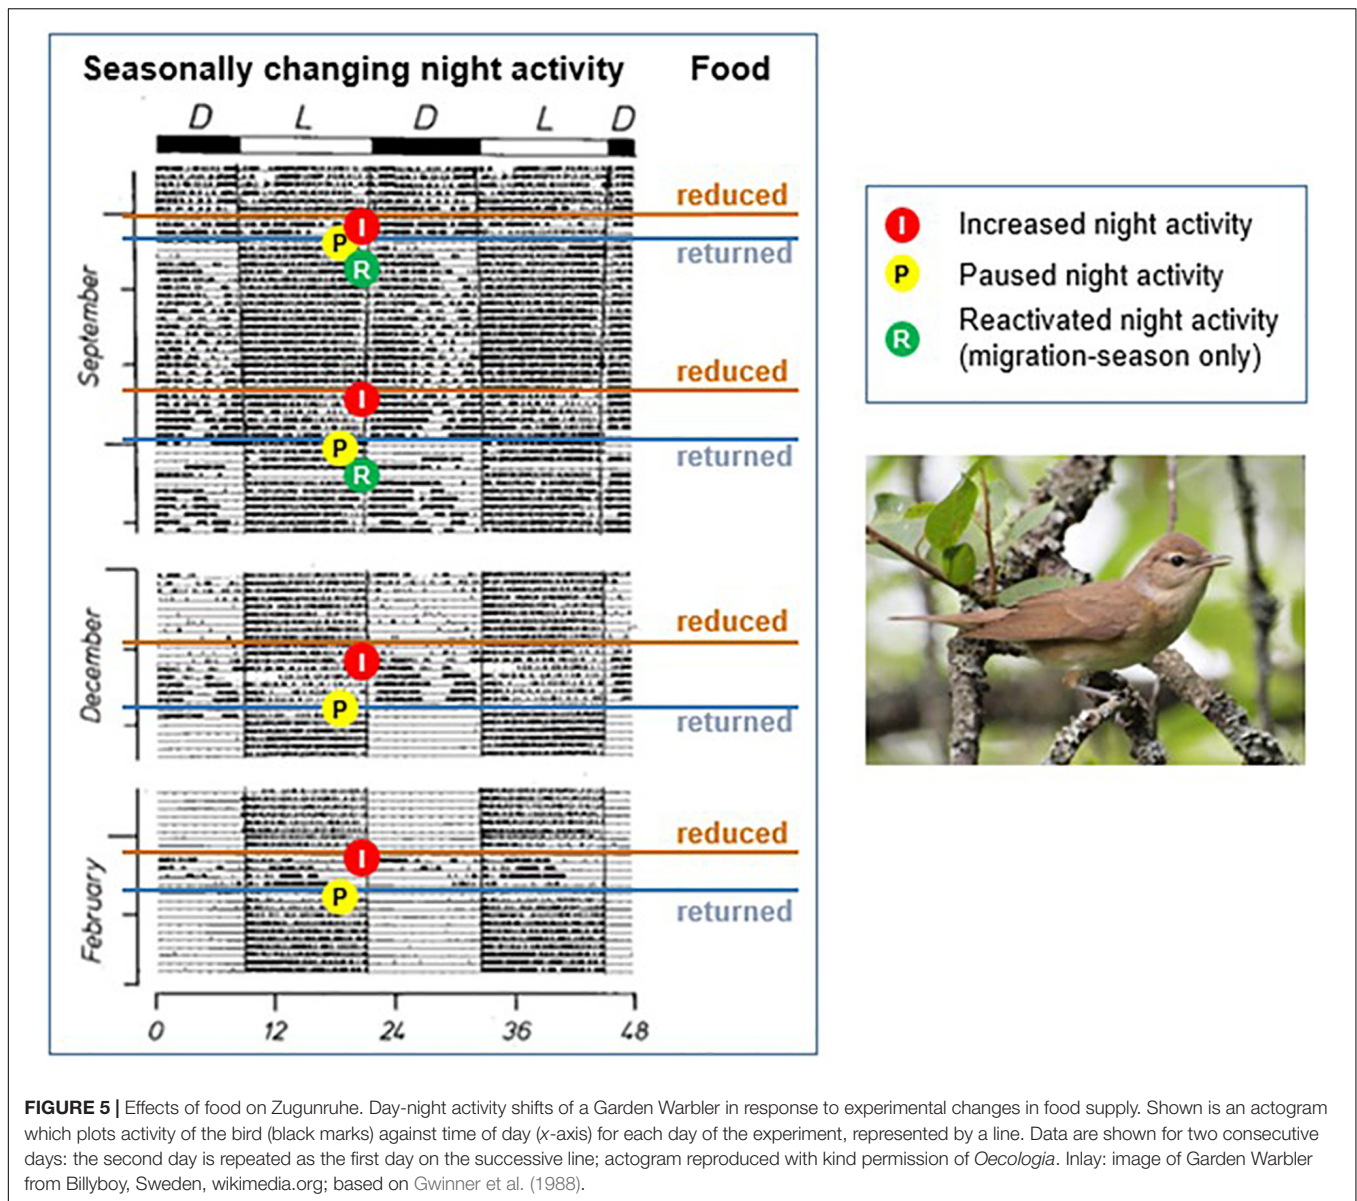 Seasonally changing night activity Food
D L D L D
reduced
I
P
returned
R
September
reduced
I
P
returned
R
December
reduced
I
P
returned
February
reduced
I
P
returned
0 12 24 36 48
I Increased night activity
P Paused night activity
R Reactivated night activity
(migration-season only)
FIGURE 5 | Effects of food on Zugunruhe. Day-night activity shifts of a Garden Warbler in response to experimental changes in food supply. Shown is an actogram
which plots activity of the bird (black marks) against time of day (x-axis) for each day of the experiment, represented by a line. Data are shown for two consecutive
days: the second day is repeated as the first day on the successive line; actogram reproduced with kind permission of Oecologia. Inlay: image of Garden Warbler
from Billyboy, Sweden, wikimedia.org; based on Gwinner et al. (1988).